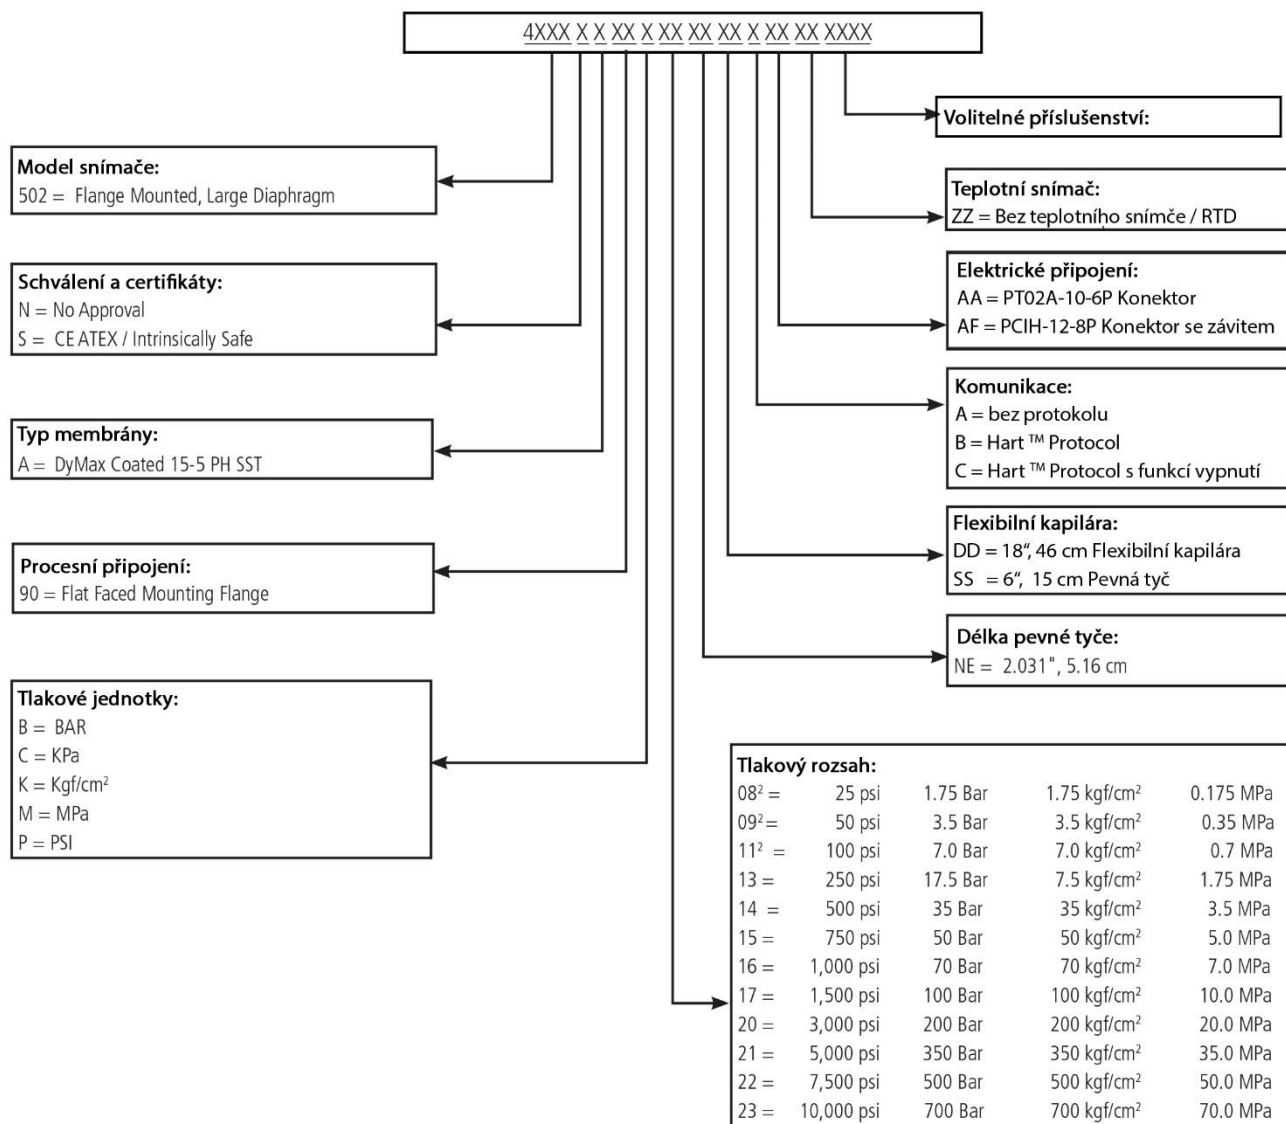 4XXX X X XX X XX XX XX X XX XX XXXX
Volitelné příslušenství:
Model snímače:
502 = Flange Mounted, Large Diaphragm
Teplotní snímač:
ZZ = Bez teplotního snímče / RTD
Schválení a certifikáty:
N = No Approval
S = CE ATEX / Intrinsically Safe
Elektrické připojení:
AA = PT02A-10-6P Konektor
AF = PCIH-12-8P Konektor se závitem
Komunikace:
A = bez protokolu
B = Hart ™ Protocol
C = Hart ™ Protocol s funkcí vypnutí
Typ membrány:
A = DyMax Coated 15-5 PH SST
Flexibilní kapilára:
DD = 18“, 46 cm Flexibilní kapilára
SS = 6“, 15 cm Pevná tyč
Procesní připojení:
90 = Flat Faced Mounting Flange
Délka pevné tyče:
NE = 2.031", 5.16 cm
Tlakové jednotky:
B = BAR
C = KPa
K = Kgf/cm²
M = MPa
P = PSI
Tlakový rozsah:
08² = 25 psi 1.75 Bar 1.75 kgf/cm² 0.175 MPa
09² = 50 psi 3.5 Bar 3.5 kgf/cm² 0.35 MPa
11² = 100 psi 7.0 Bar 7.0 kgf/cm² 0.7 MPa
13 = 250 psi 17.5 Bar 7.5 kgf/cm² 1.75 MPa
14 = 500 psi 35 Bar 35 kgf/cm² 3.5 MPa
15 = 750 psi 50 Bar 50 kgf/cm² 5.0 MPa
16 = 1,000 psi 70 Bar 70 kgf/cm² 7.0 MPa
17 = 1,500 psi 100 Bar 100 kgf/cm² 10.0 MPa
20 = 3,000 psi 200 Bar 200 kgf/cm² 20.0 MPa
21 = 5,000 psi 350 Bar 350 kgf/cm² 35.0 MPa
22 = 7,500 psi 500 Bar 500 kgf/cm² 50.0 MPa
23 = 10,000 psi 700 Bar 700 kgf/cm² 70.0 MPa